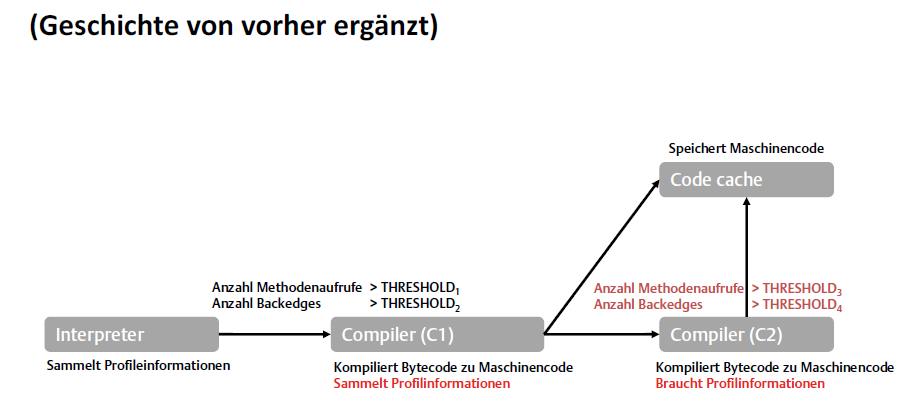 (Geschichte von vorher ergänzt)
Speichert Maschinencode
Code cache
Anzahl Methodenaufrufe > THRESHOLD₁
Anzahl Backedges > THRESHOLD₂
Anzahl Methodenaufrufe > THRESHOLD₃
Anzahl Backedges > THRESHOLD₄
Interpreter
Compiler (C1)
Compiler (C2)
Sammelt Profileinformationen
Kompiliert Bytecode zu Maschinencode
Sammelt Profilinformationen
Kompiliert Bytecode zu Maschinencode
Braucht Profilinformationen